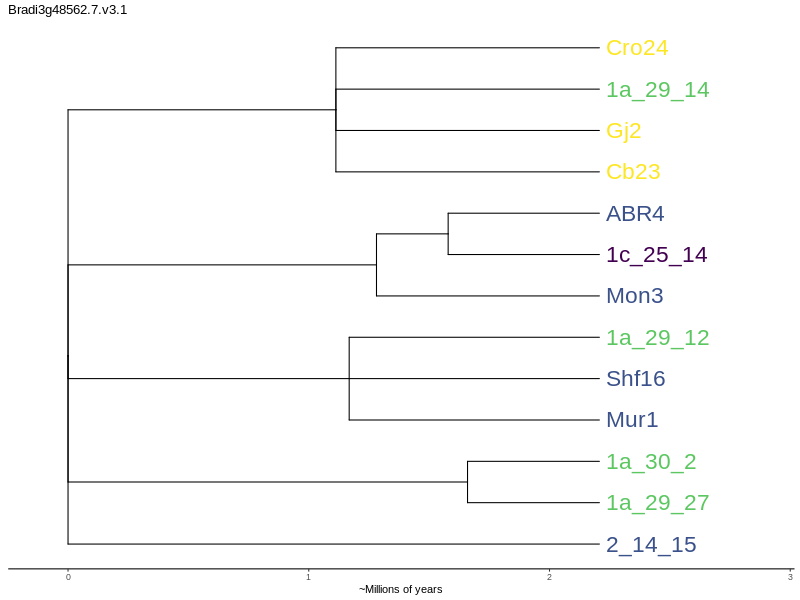 Bradi3g48562.7.v3.1
Cro24
1a_29_14
Gj2
Cb23
ABR4
1c_25_14
Mon3
1a_29_12
Shf16
Mur1
1a_30_2
1a_29_27
2_14_15
0 1 2 3
~Millions of years